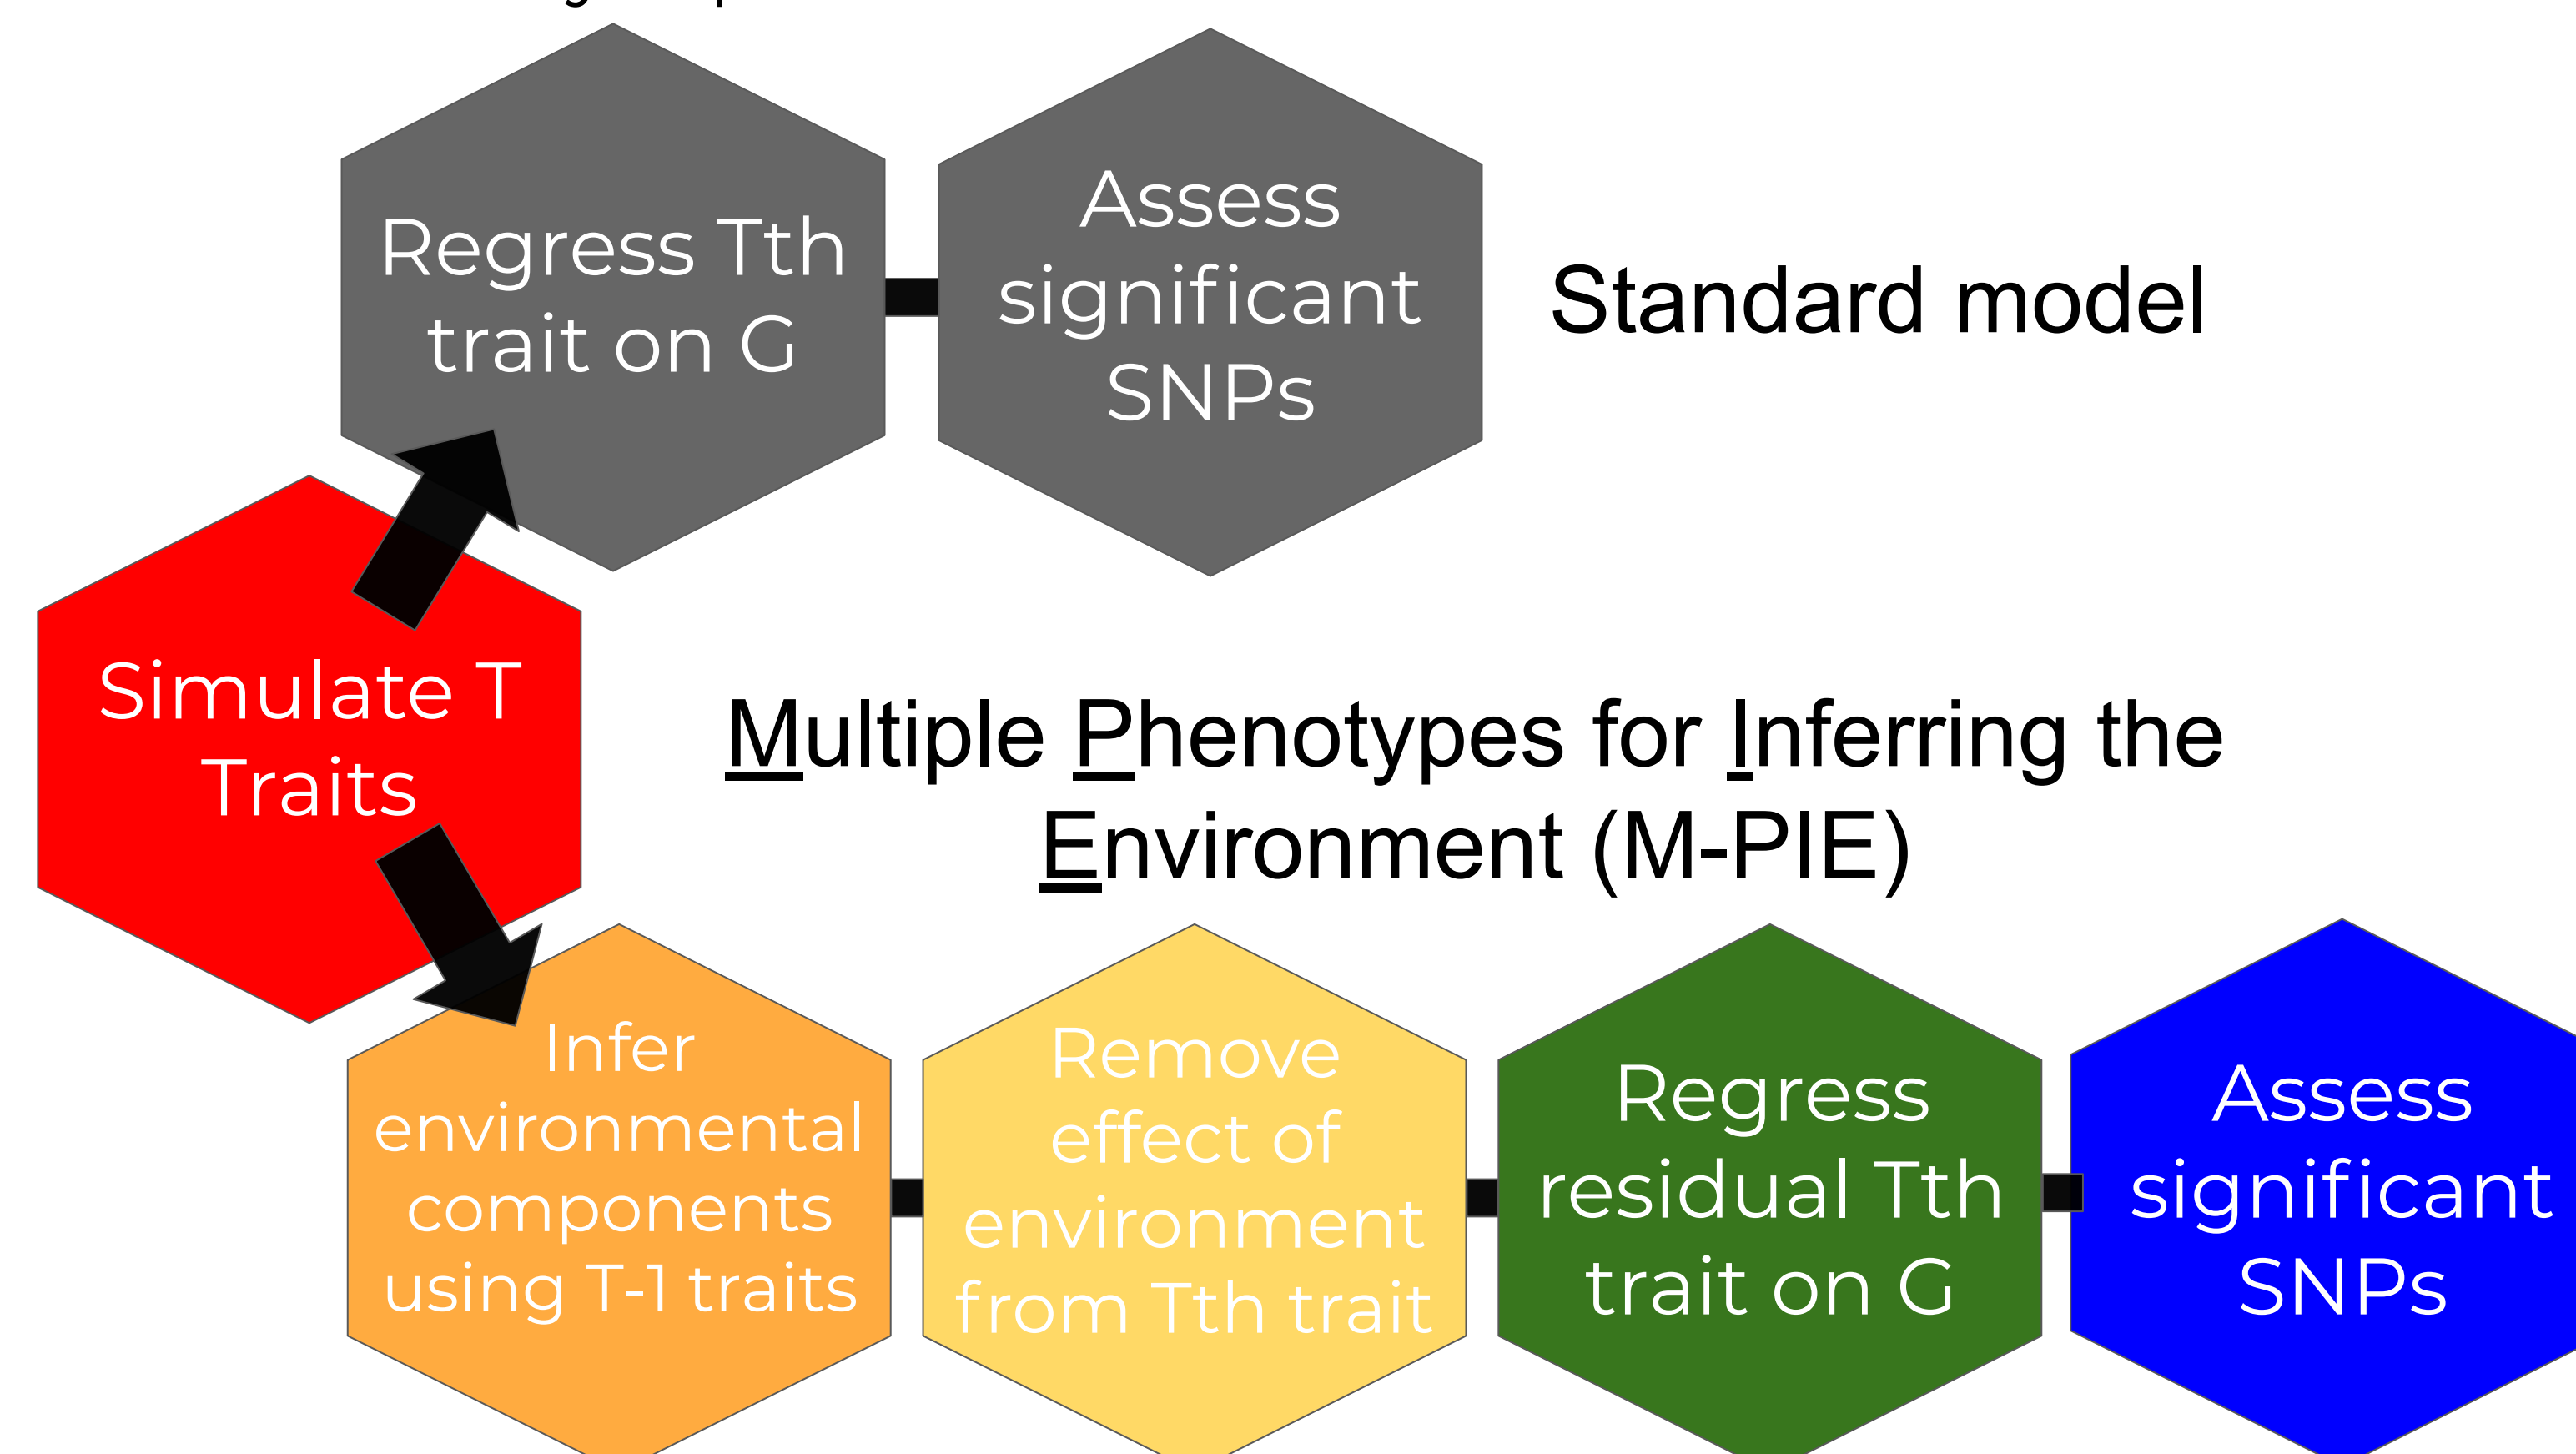 Regress Tth
trait on G
Assess
significant
SNPs
Standard model
Simulate T
Traits
Multiple Phenotypes for Inferring the
Environment (M-PIE)
Infer
environmental
components
using T-1 traits
Remove
effect of
environment
from Tth trait
Regress
residual Tth
trait on G
Assess
significant
SNPs